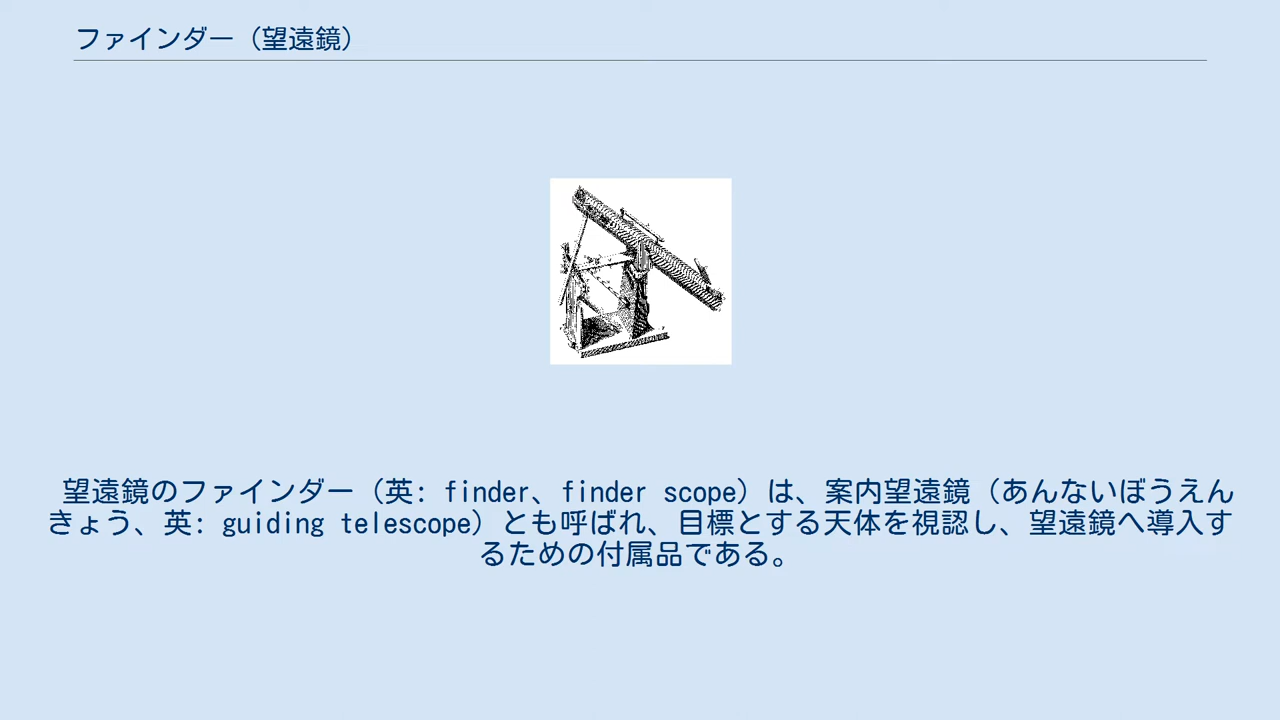 ファインダー（望遠鏡）
望遠鏡のファインダー（英: finder、finder scope）は、案内望遠鏡（あんないぼうえん
きょう、英: guiding telescope）とも呼ばれ、目標とする天体を視認し、望遠鏡へ導入す
るための付属品である。